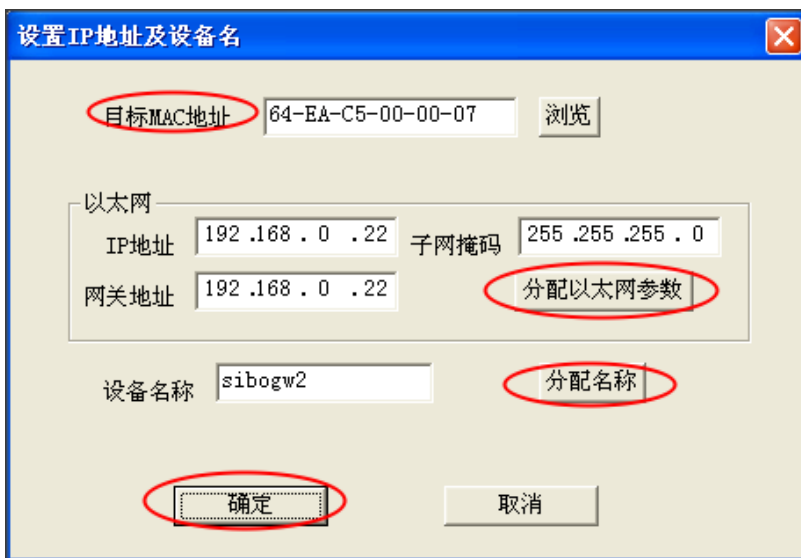 设置IP地址及设备名
目标MAC地址 64-EA-C5-00-00-07 浏览
以太网
IP地址 192 .168 . 0 .22 子网掩码 255 .255 .255 . 0
网关地址 192 .168 . 0 .22 分配以太网参数
设备名称 sibogw2 分配名称
确定 取消